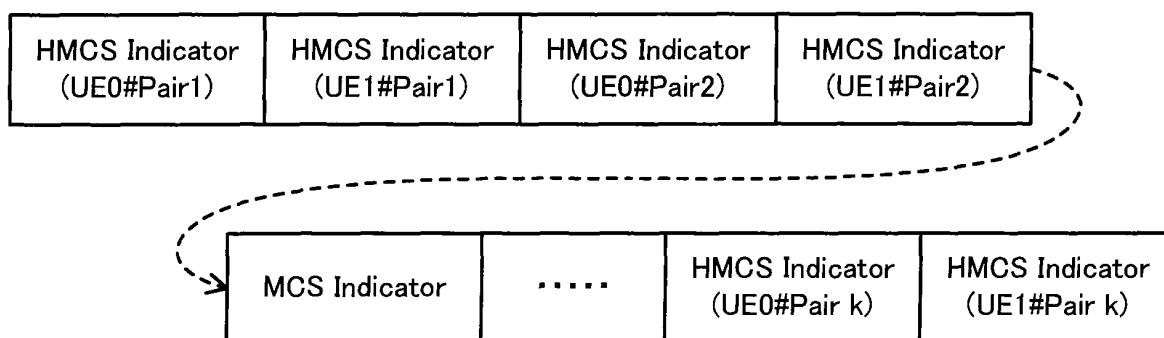 HMCS Indicator
(UE0#Pair1)
HMCS Indicator
(UE1#Pair1)
HMCS Indicator
(UE0#Pair2)
HMCS Indicator
(UE1#Pair2)
MCS Indicator
·····
HMCS Indicator
(UE0#Pair k)
HMCS Indicator
(UE1#Pair k)